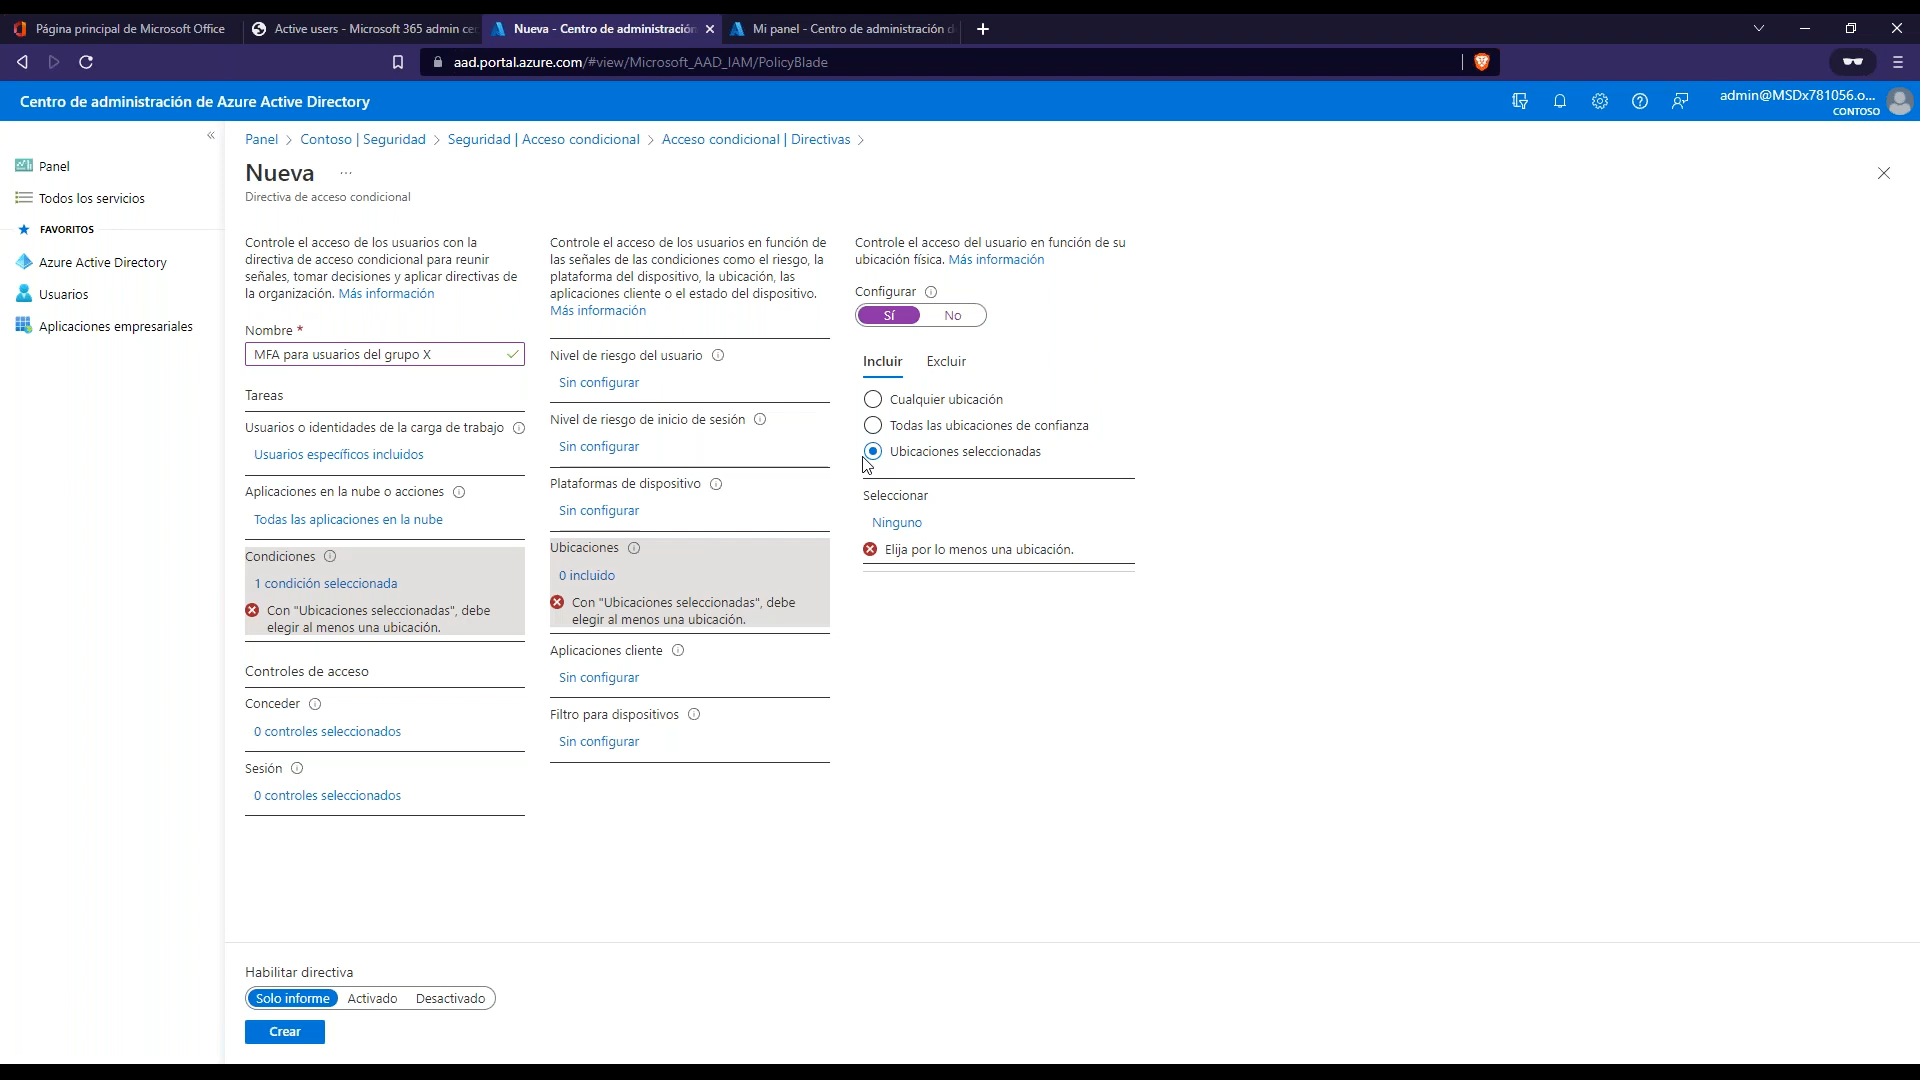 Página principal de Microsoft Office
Active users - Microsoft 365 admin ce
Nueva - Centro de administración
Mi panel - Centro de administración d
aad.portal.azure.com/#view/Microsoft_AAD_IAM/PolicyBlade
Centro de administración de Azure Active Directory
admin@MSDx781056.o...
CONTOSO
Panel
Todos los servicios
FAVORITOS
Azure Active Directory
Usuarios
Aplicaciones empresariales
Panel > Contoso | Seguridad > Seguridad | Acceso condicional > Acceso condicional | Directivas >
Nueva ...
Directiva de acceso condicional
Controle el acceso de los usuarios con la
directiva de acceso condicional para reunir
señales, tomar decisiones y aplicar directivas de
la organización. Más información
Nombre *
MFA para usuarios del grupo X
Tareas
Usuarios o identidades de la carga de trabajo
Usuarios específicos incluidos
Aplicaciones en la nube o acciones
Todas las aplicaciones en la nube
Condiciones
1 condición seleccionada
Con "Ubicaciones seleccionadas", debe
elegir al menos una ubicación.
Controles de acceso
Conceder
0 controles seleccionados
Sesión
0 controles seleccionados
Controle el acceso de los usuarios en función de
las señales de las condiciones como el riesgo, la
plataforma del dispositivo, la ubicación, las
aplicaciones cliente o el estado del dispositivo.
Más información
Nivel de riesgo del usuario
Sin configurar
Nivel de riesgo de inicio de sesión
Sin configurar
Plataformas de dispositivo
Sin configurar
Ubicaciones
0 incluido
Con "Ubicaciones seleccionadas", debe
elegir al menos una ubicación.
Aplicaciones cliente
Sin configurar
Filtro para dispositivos
Sin configurar
Controle el acceso del usuario en función de su
ubicación física. Más información
Configurar
Sí No
Incluir Excluir
Cualquier ubicación
Todas las ubicaciones de confianza
Ubicaciones seleccionadas
Seleccionar
Ninguno
Elija por lo menos una ubicación.
Habilitar directiva
Solo informe Activado Desactivado
Crear